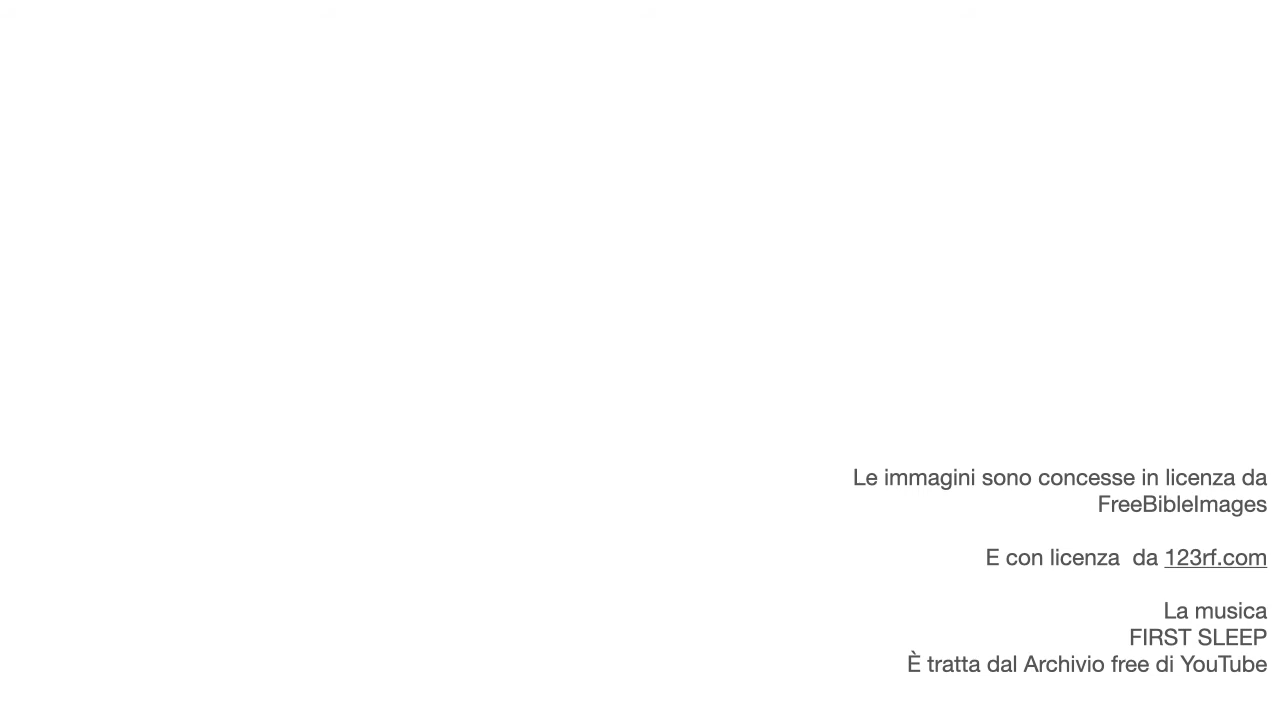 Le immagini sono concesse in licenza da
FreeBibleImages
E con licenza  da 123rf.com
La musica
FIRST SLEEP
È tratta dal Archivio free di YouTube